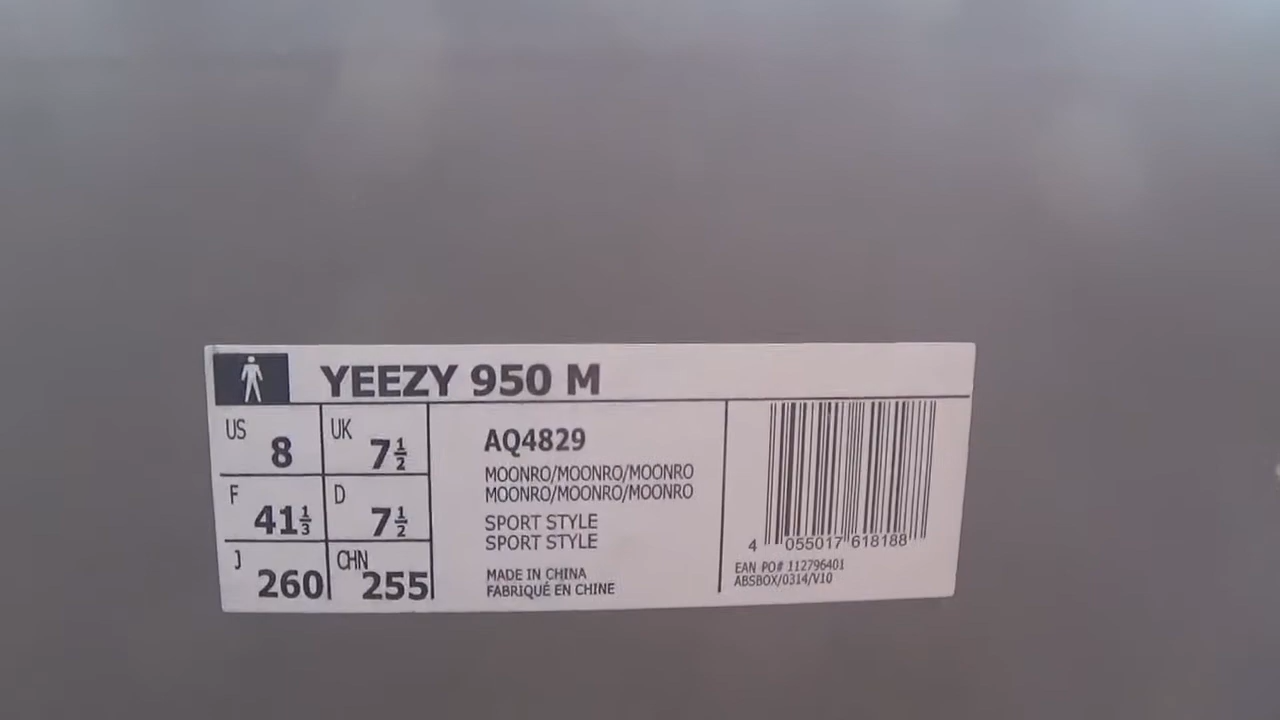 YEEZY 950 M
US 8 UK 7½
F 41⅓ D 7½
J 260 CHN 255
AQ4829
MOONRO/MOONRO/MOONRO
MOONRO/MOONRO/MOONRO
SPORT STYLE
SPORT STYLE
MADE IN CHINA
FABRIQUÉ EN CHINE
4 055017 618188
EAN PO# 112796401
ABSBOX/0314/V10